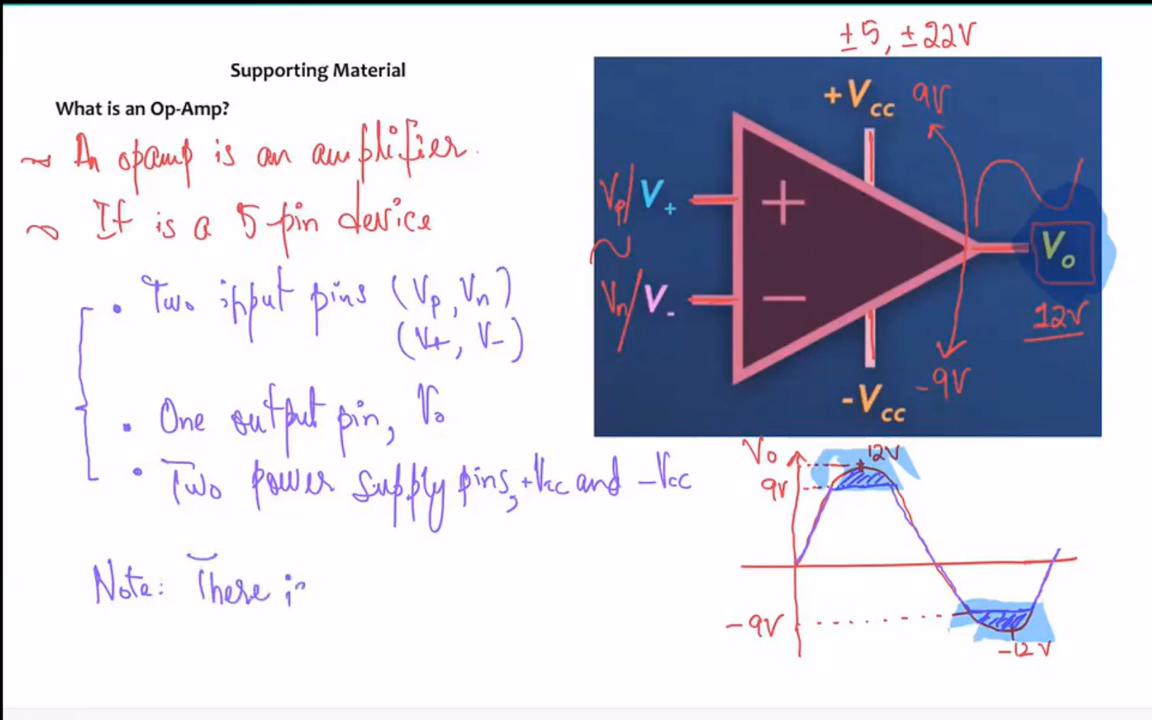 Supporting Material
What is an Op-Amp?
~ An opamp is an amplifier.
~ It is a 5-pin device
• Two input pins (Vp, Vn)
(V+, V-)
• One output pin, Vo
• Two power supply pins, +Vcc and -Vcc
Note: There is
±5, ±22V
+Vcc 9V
Vp/ V+
+
Vo
~
Vn/ V-
−
12V
-9V
-Vcc
Vo
12V
9V
-9V
-12V